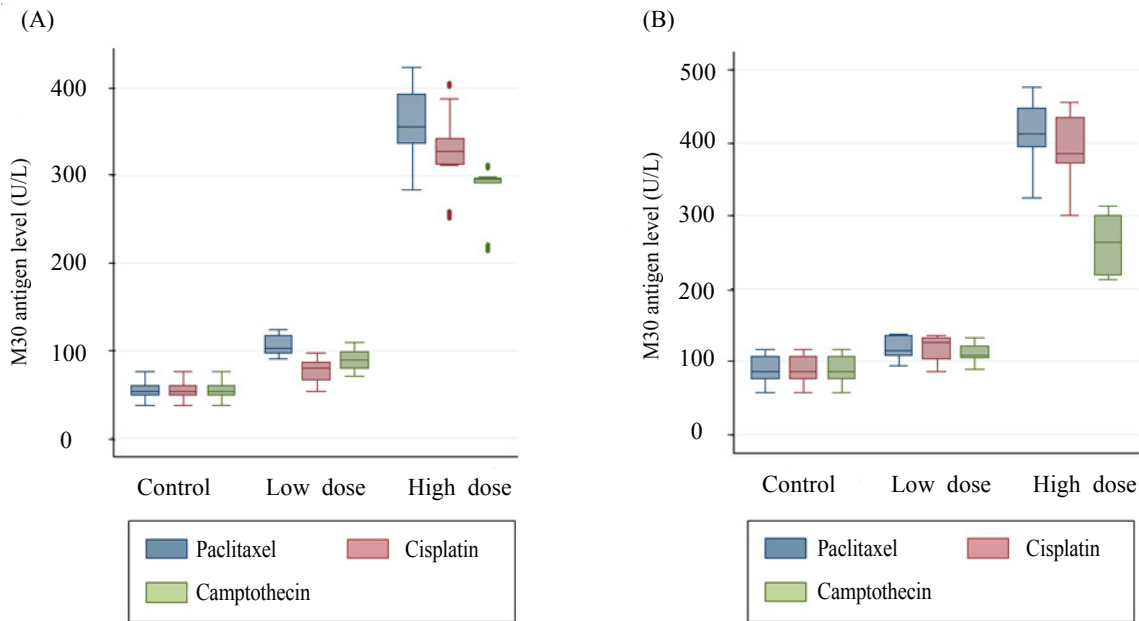 (A)
M30 antigen level (U/L)
400
300
200
100
0
Control Low dose High dose
Paclitaxel Cisplatin
Camptothecin
(B)
M30 antigen level (U/L)
500
400
300
200
100
0
Control Low dose High dose
Paclitaxel Cisplatin
Camptothecin